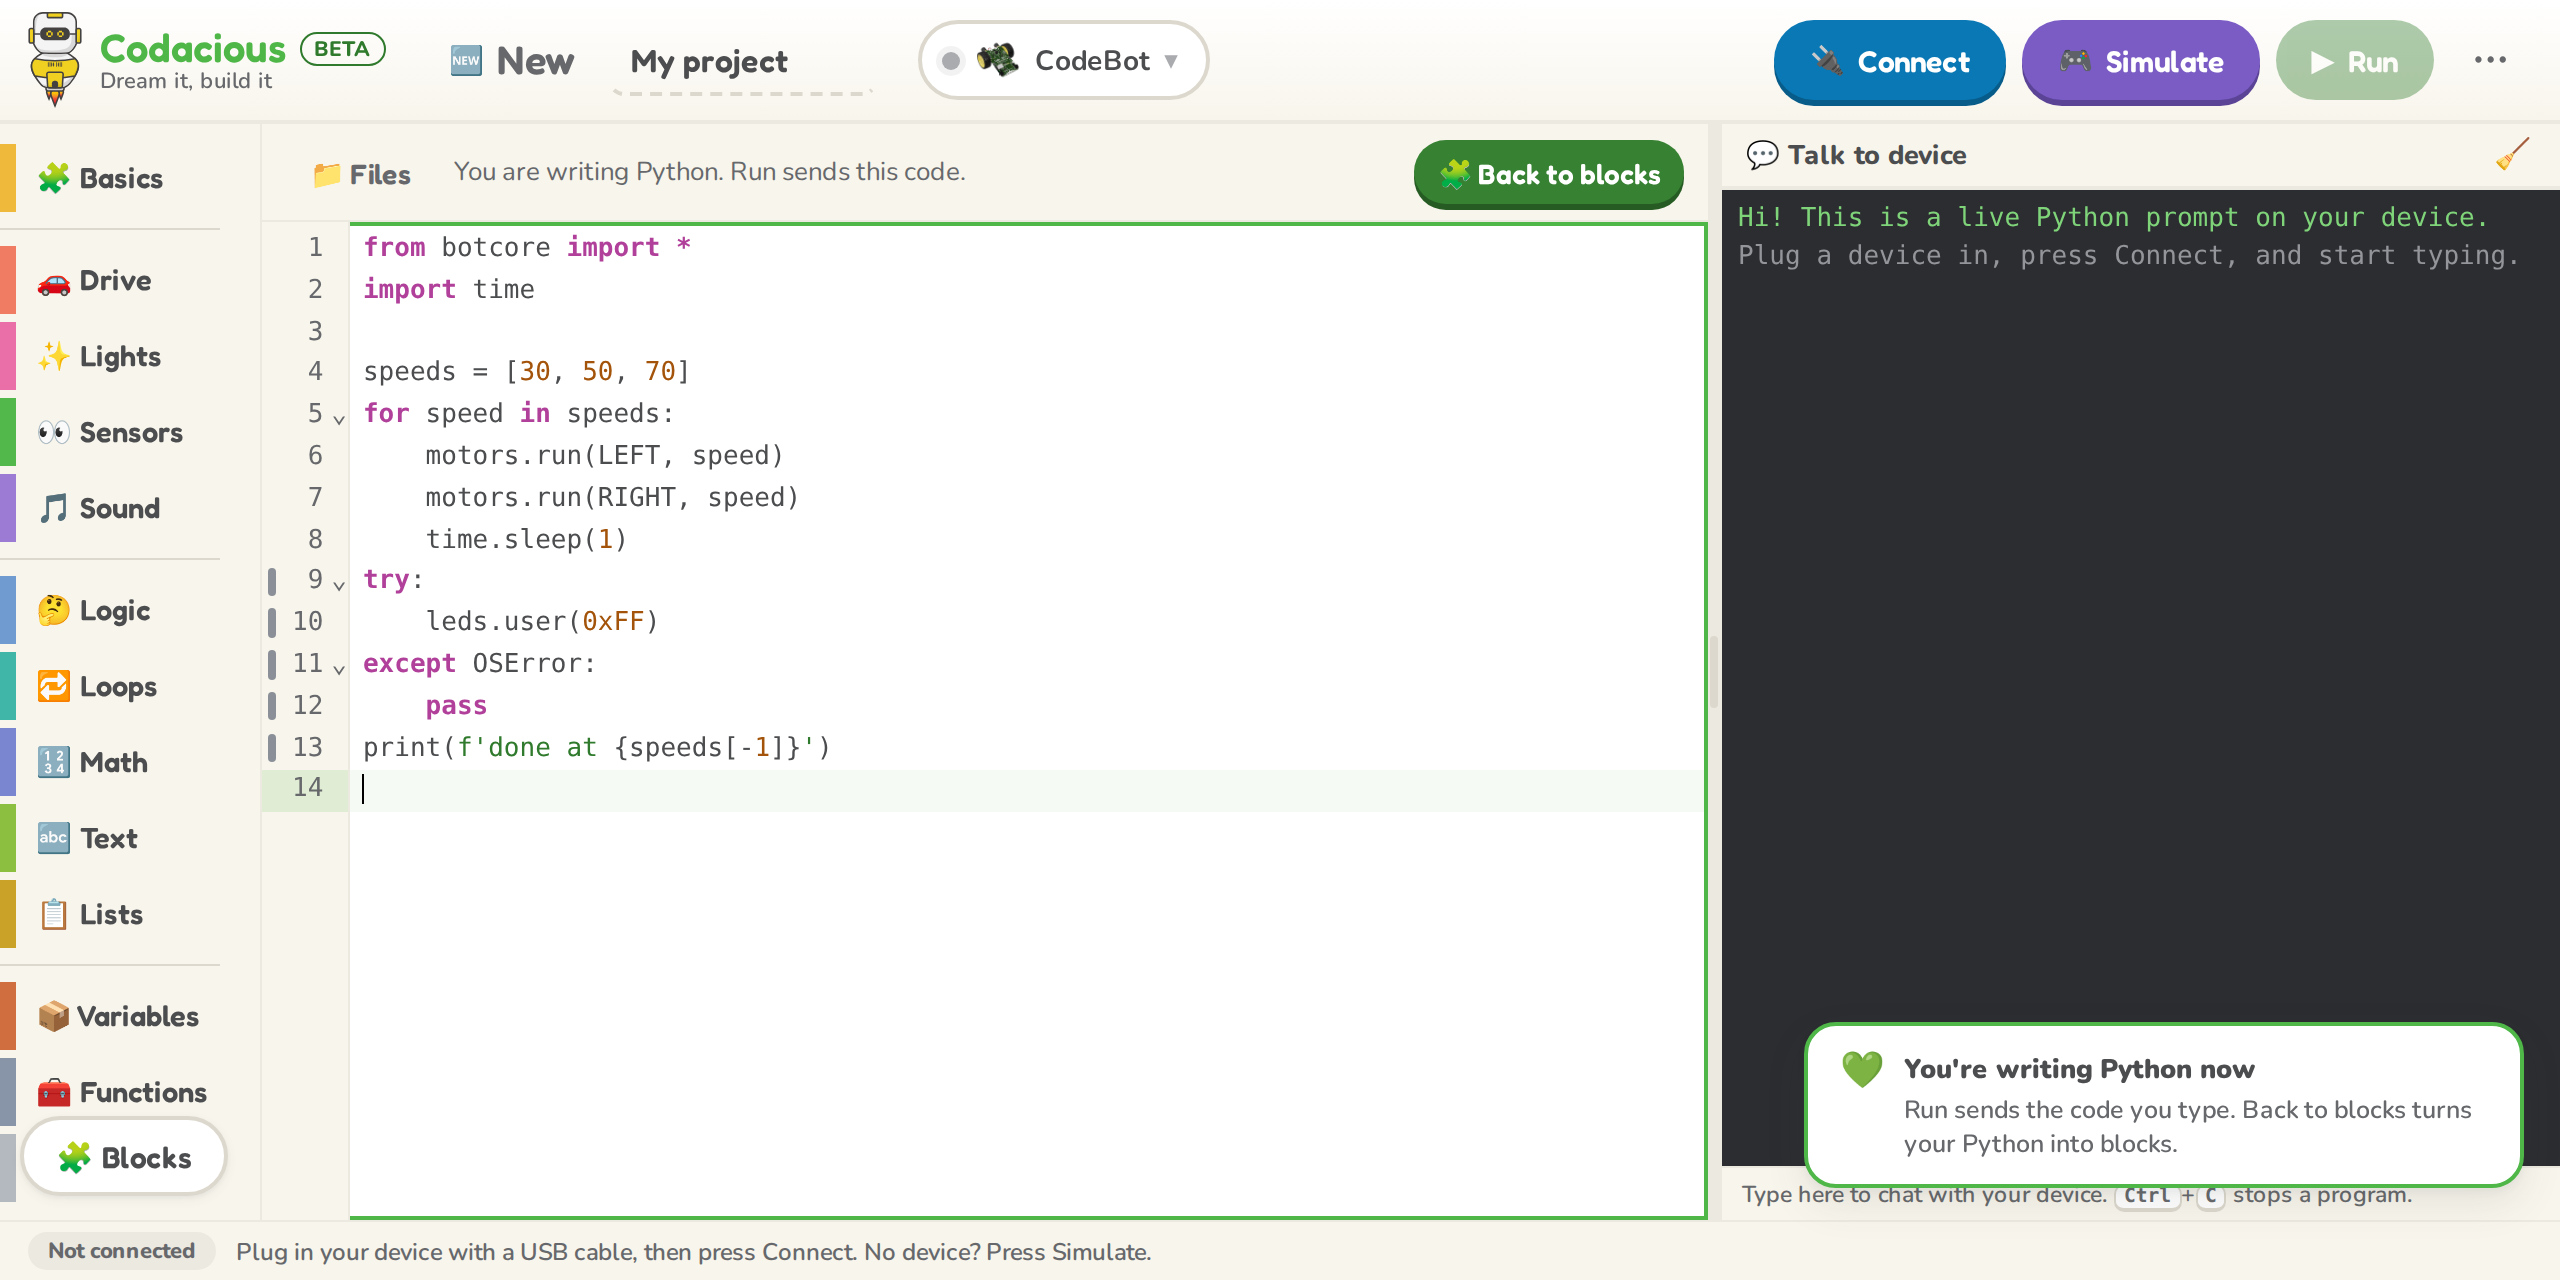 Codacious BETA
Dream it, build it
NEW New
My project
CodeBot ▼
Connect
Simulate
▶ Run
...
Basics
Drive
Lights
Sensors
Sound
Logic
Loops
1234 Math
abc Text
Lists
Variables
Functions
Blocks
Files
You are writing Python. Run sends this code.
Back to blocks
1 from botcore import *
2 import time
3
4 speeds = [30, 50, 70]
5 for speed in speeds:
6     motors.run(LEFT, speed)
7     motors.run(RIGHT, speed)
8     time.sleep(1)
9 try:
10     leds.user(0xFF)
11 except OSError:
12     pass
13 print(f'done at {speeds[-1]}')
14
Talk to device
Hi! This is a live Python prompt on your device.
Plug a device in, press Connect, and start typing.
You're writing Python now
Run sends the code you type. Back to blocks turns
your Python into blocks.
Type here to chat with your device. Ctrl+C stops a program.
Not connected
Plug in your device with a USB cable, then press Connect. No device? Press Simulate.